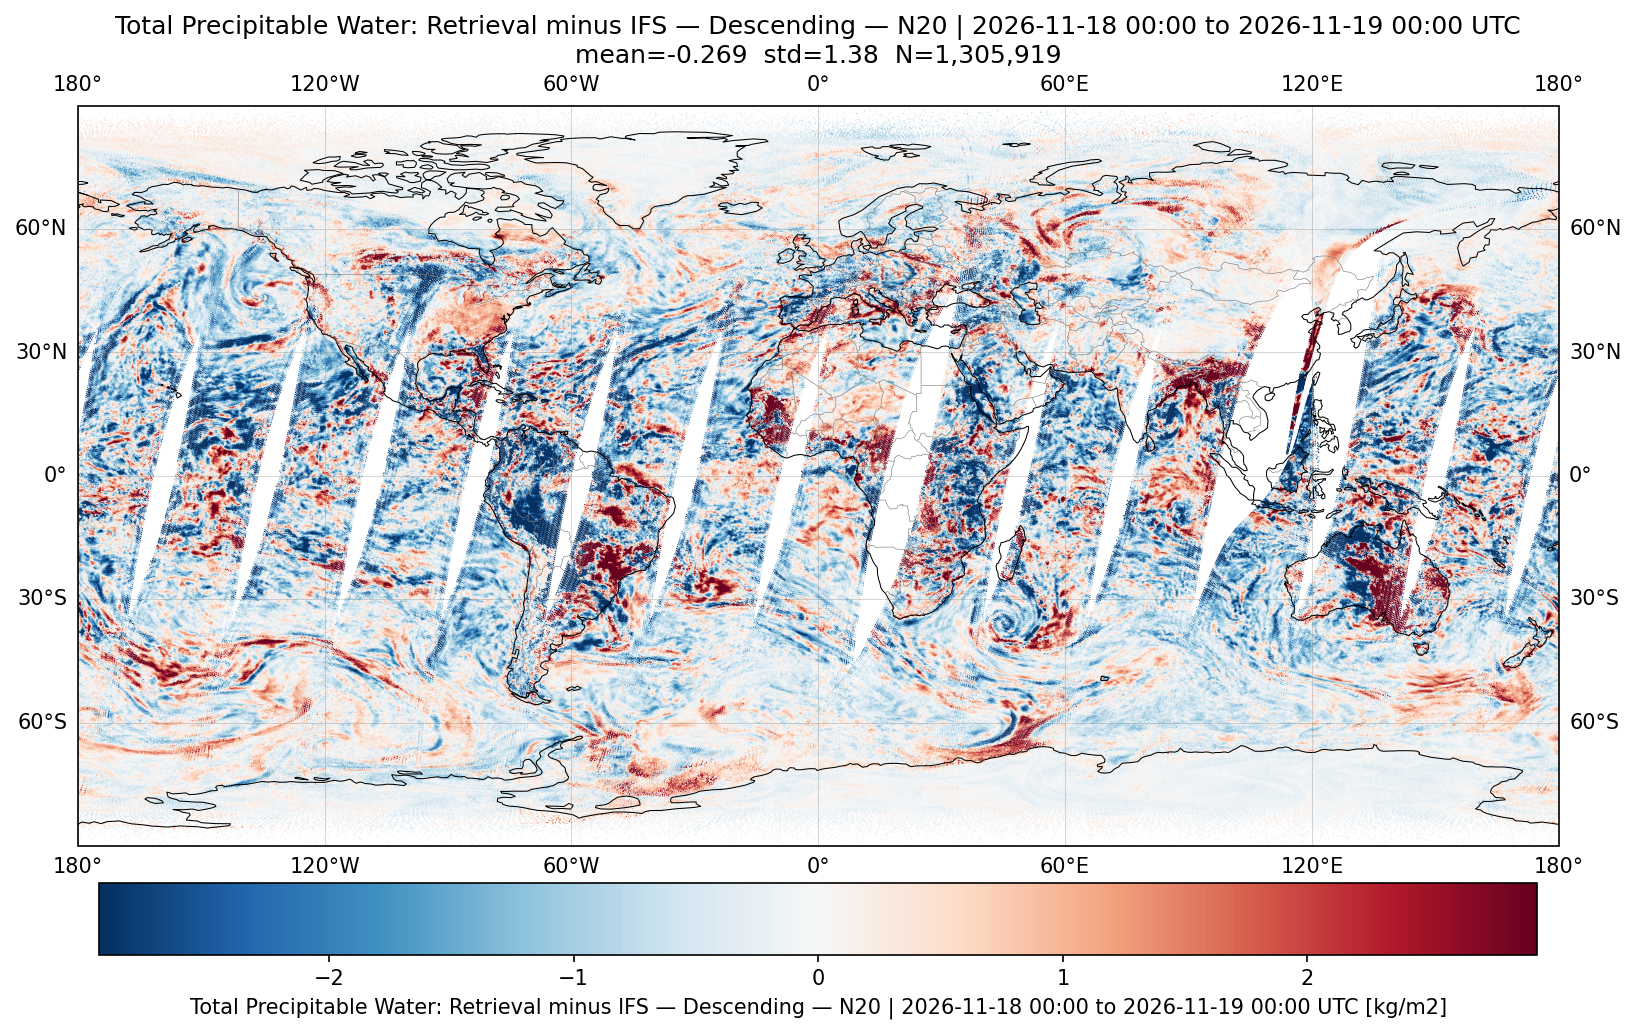 Total Precipitable Water: Retrieval minus IFS — Descending — N20 | 2026-11-18 00:00 to 2026-11-19 00:00 UTC
mean=-0.269  std=1.38  N=1,305,919
180° 120°W 60°W 0° 60°E 120°E 180°
60°N 60°N
30°N 30°N
0° 0°
30°S 30°S
60°S 60°S
180° 120°W 60°W 0° 60°E 120°E 180°
−2 −1 0 1 2
Total Precipitable Water: Retrieval minus IFS — Descending — N20 | 2026-11-18 00:00 to 2026-11-19 00:00 UTC [kg/m2]